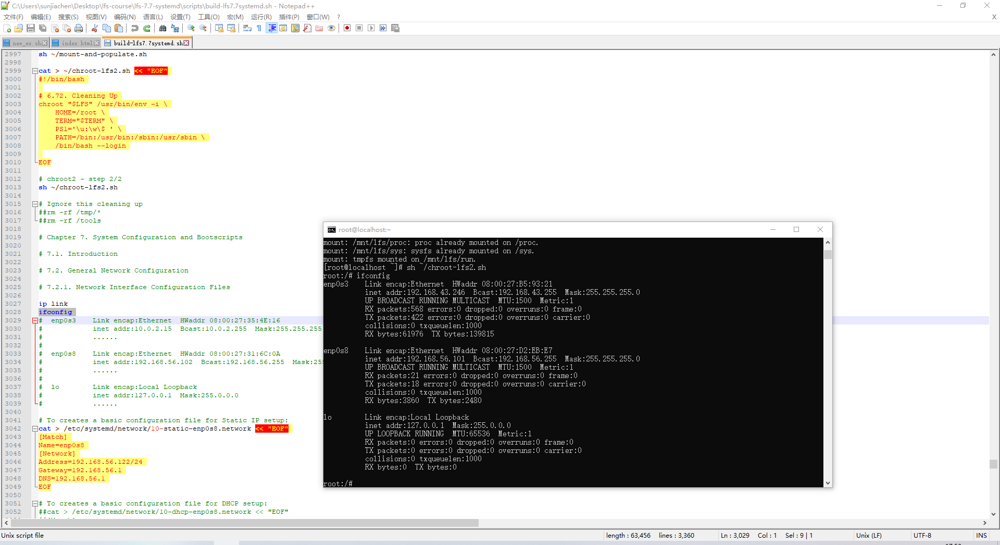 C:\Users\sunjiachen\Desktop\lfs-course\lfs-7.7-systemd\scripts\build-lfs7.7systemd.sh - Notepad++
文件(F) 编辑(E) 搜索(S) 视图(V) 编码(N) 语言(L) 设置(T) 工具(O) 宏(M) 运行(R) 插件(P) 窗口(W) ? X
new_ex.sh index.html build-lfs7.7systemd.sh
2997 sh ~/mount-and-populate.sh
2998
2999 cat > ~/chroot-lfs2.sh << "EOF"
3000 #!/bin/bash
3001
3002 # 6.72. Cleaning Up
3003 chroot "$LFS" /usr/bin/env -i \
3004 HOME=/root \
3005 TERM="$TERM" \
3006 PS1='\u:\w\$ ' \
3007 PATH=/bin:/usr/bin:/sbin:/usr/sbin \
3008 /bin/bash --login
3009
3010 EOF
3011
3012 # chroot2 - step 2/2
3013 sh ~/chroot-lfs2.sh
3014
3015 # Ignore this cleaning up
3016 ##rm -rf /tmp/*
3017 ##rm -rf /tools
3018
3019 # Chapter 7. System Configuration and Bootscripts
3020
3021 # 7.1. Introduction
3022
3023 # 7.2. General Network Configuration
3024
3025 # 7.2.1. Network Interface Configuration Files
3026
3027 ip link
3028 ifconfig
3029 # enp0s3 Link encap:Ethernet HWaddr 08:00:27:35:4E:16
3030 # inet addr:10.0.2.15 Bcast:10.0.2.255 Mask:255.255.255
3031 # ......
3032 #
3033 # enp0s8 Link encap:Ethernet HWaddr 08:00:27:31:6C:0A
3034 # inet addr:192.168.56.102 Bcast:192.168.56.255 Mask:25
3035 # ......
3036 #
3037 # lo Link encap:Local Loopback
3038 # inet addr:127.0.0.1 Mask:255.0.0.0
3039 # ......
3040
3041 # To creates a basic configuration file for Static IP setup:
3042 cat > /etc/systemd/network/10-static-enp0s8.network << "EOF"
3043 [Match]
3044 Name=enp0s8
3045 [Network]
3046 Address=192.168.56.122/24
3047 Gateway=192.168.56.1
3048 DNS=192.168.56.1
3049 EOF
3050
3051 # To creates a basic configuration file for DHCP setup:
3052 ##cat > /etc/systemd/network/10-dhcp-enp0s8.network << "EOF"
root@localhost:~
mount: /mnt/lfs/proc: proc already mounted on /proc.
mount: /mnt/lfs/sys: sysfs already mounted on /sys.
mount: tmpfs mounted on /mnt/lfs/run.
[root@localhost ~]# sh ~/chroot-lfs2.sh
root:/# ifconfig
enp0s3 Link encap:Ethernet HWaddr 08:00:27:B5:93:21
inet addr:192.168.43.246 Bcast:192.168.43.255 Mask:255.255.255.0
UP BROADCAST RUNNING MULTICAST MTU:1500 Metric:1
RX packets:568 errors:0 dropped:0 overruns:0 frame:0
TX packets:422 errors:0 dropped:0 overruns:0 carrier:0
collisions:0 txqueuelen:1000
RX bytes:61976 TX bytes:139815
enp0s8 Link encap:Ethernet HWaddr 08:00:27:D2:EB:E7
inet addr:192.168.56.101 Bcast:192.168.56.255 Mask:255.255.255.0
UP BROADCAST RUNNING MULTICAST MTU:1500 Metric:1
RX packets:21 errors:0 dropped:0 overruns:0 frame:0
TX packets:18 errors:0 dropped:0 overruns:0 carrier:0
collisions:0 txqueuelen:1000
RX bytes:3860 TX bytes:2480
lo Link encap:Local Loopback
inet addr:127.0.0.1 Mask:255.0.0.0
UP LOOPBACK RUNNING MTU:65536 Metric:1
RX packets:0 errors:0 dropped:0 overruns:0 frame:0
TX packets:0 errors:0 dropped:0 overruns:0 carrier:0
collisions:0 txqueuelen:1000
RX bytes:0 TX bytes:0
root:/#
Unix script file length : 63,456 lines : 3,360 Ln : 3,029 Col : 1 Sel : 9 | 1 Unix (LF) UTF-8 INS